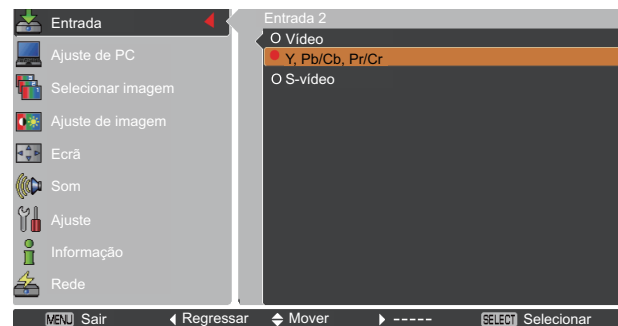 Entrada
Ajuste de PC
Selecionar imagem
Ajuste de imagem
Ecrã
Som
Ajuste
Informação
Rede
Entrada 2
Vídeo
Y, Pb/Cb, Pr/Cr
S-vídeo
MENU Sair Regressar Mover ----- SELECT Selecionar